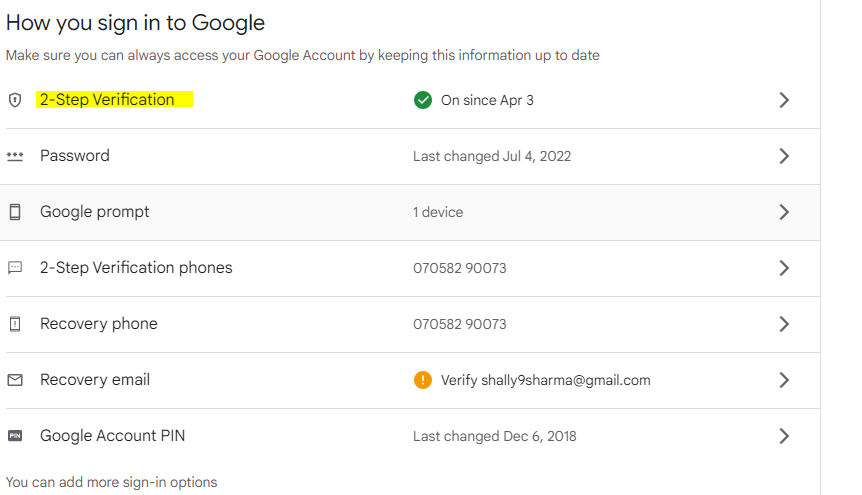 How you sign in to Google
Make sure you can always access your Google Account by keeping this information up to date
2-Step Verification On since Apr 3
Password Last changed Jul 4, 2022
Google prompt 1 device
2-Step Verification phones 070582 90073
Recovery phone 070582 90073
Recovery email Verify shally9sharma@gmail.com
PIN Google Account PIN Last changed Dec 6, 2018
You can add more sign-in options